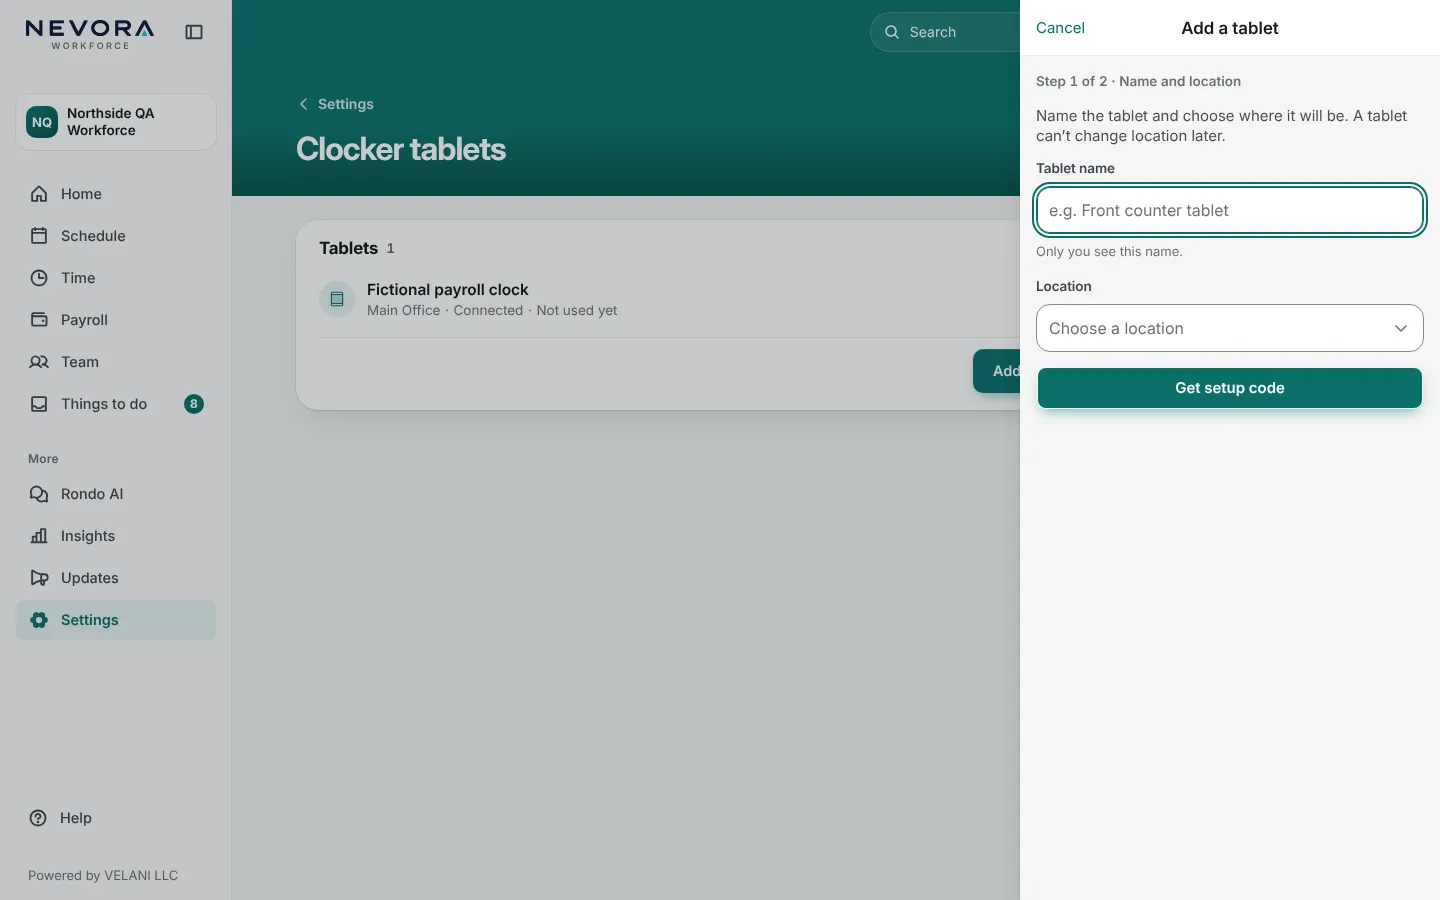 NEVORA
WORKFORCE
NQ
Northside QA
Workforce
Home
Schedule
Time
Payroll
Team
Things to do
8
More
Rondo AI
Insights
Updates
Settings
Help
Powered by VELANI LLC
Search
Settings
Clocker tablets
Tablets 1
Fictional payroll clock
Main Office · Connected · Not used yet
Add
Cancel
Add a tablet
Step 1 of 2 · Name and location
Name the tablet and choose where it will be. A tablet
can’t change location later.
Tablet name
e.g. Front counter tablet
Only you see this name.
Location
Choose a location
Get setup code